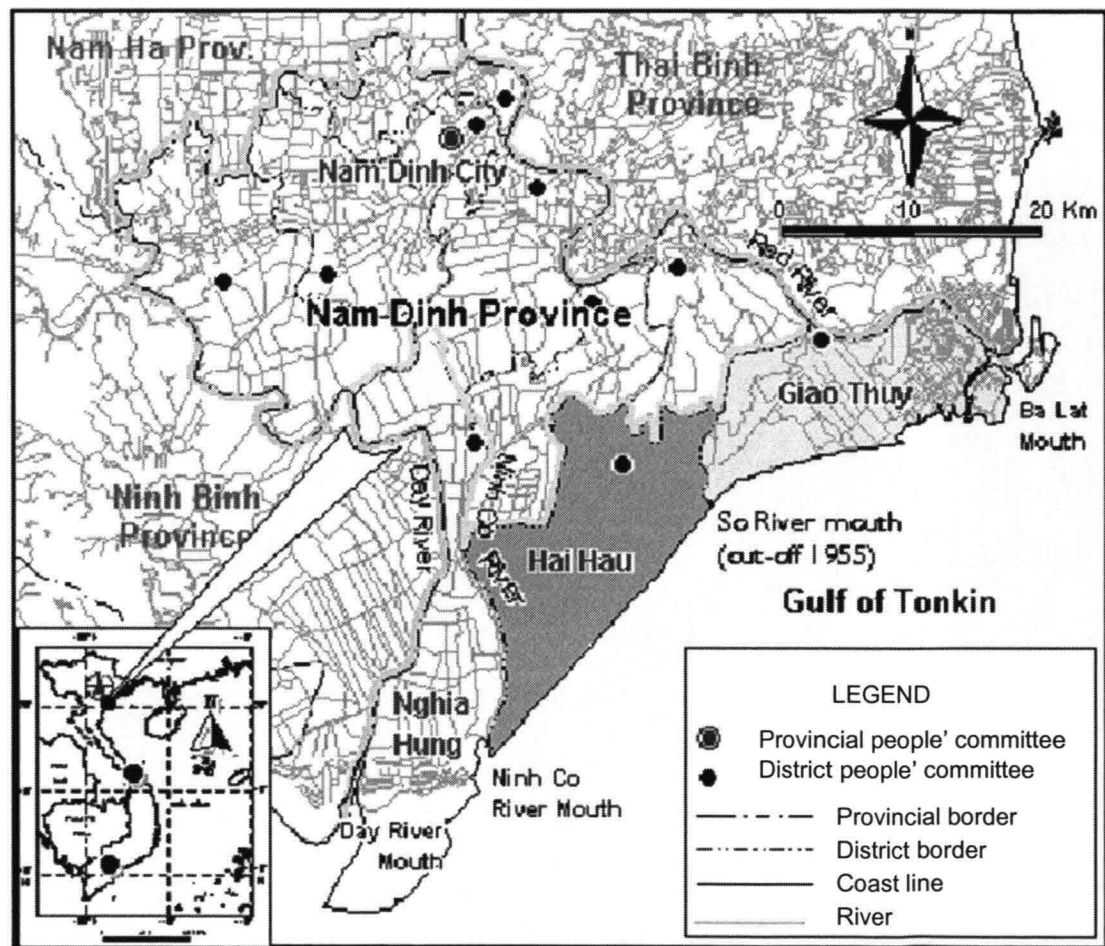 Nam Ha Prov.
Thai Binh
Province
N
Nam Dinh City
0 10 20 Km
Red River
Nam Dinh Province
Giao Thuy
Ba Lat
Mouth
Ninh Binh
Province
Day River
Ninh Co River
So River mouth
(cut-off 1955)
Hai Hau
Gulf of Tonkin
Nghia
Hung
Ninh Co
River Mouth
Day River
Mouth
LEGEND
Provincial people' committee
District people' committee
Provincial border
District border
Coast line
River